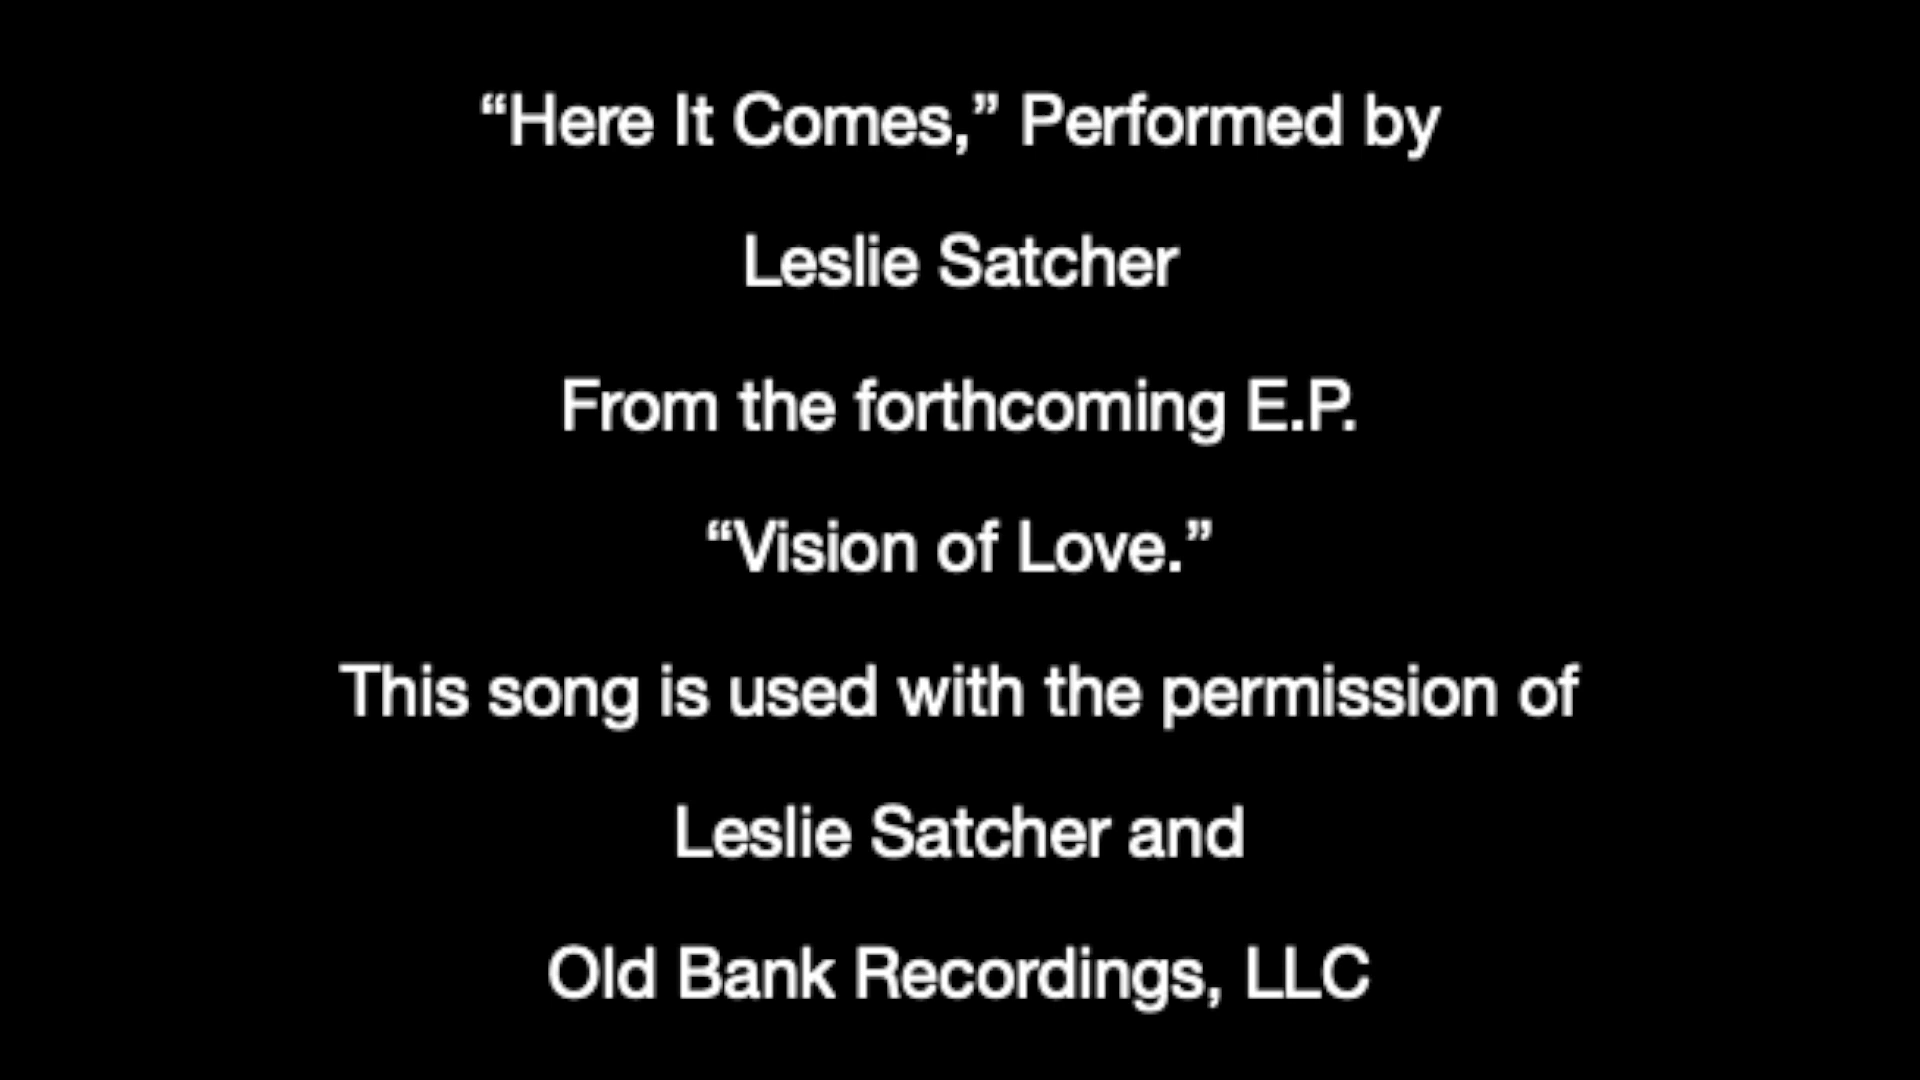 “Here It Comes,” Performed by
Leslie Satcher
From the forthcoming E.P.
“Vision of Love.”
This song is used with the permission of
Leslie Satcher and
Old Bank Recordings, LLC